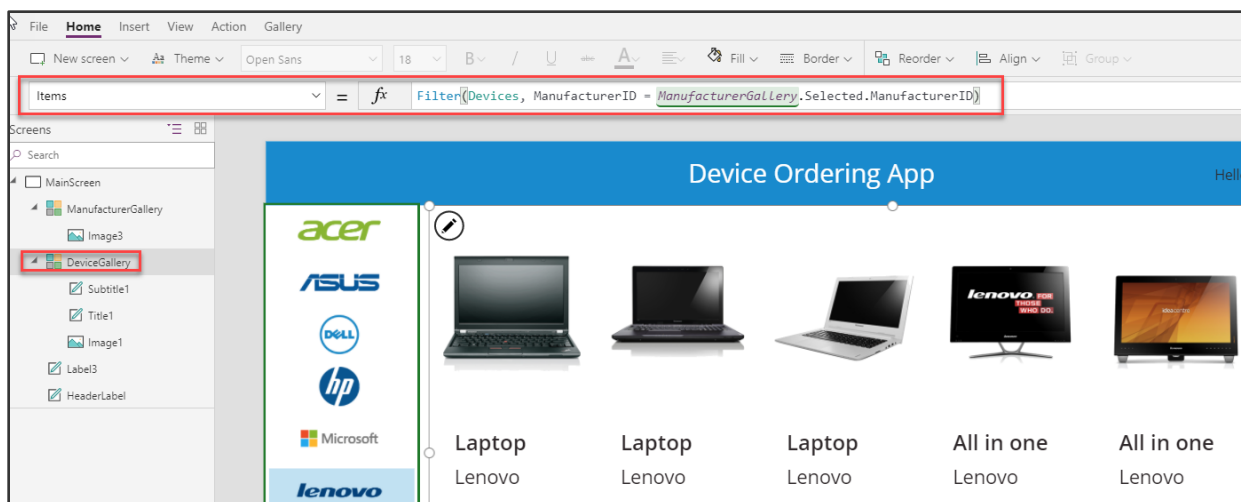 File Home Insert View Action Gallery
New screen Theme Open Sans 18 B / U abc A Fill Border Reorder Align Group
Items = fx Filter(Devices, ManufacturerID = ManufacturerGallery.Selected.ManufacturerID)
Screens
Search
MainScreen
ManufacturerGallery
Image3
DeviceGallery
Subtitle1
Title1
Image1
Label3
HeaderLabel
Device Ordering App Hello
acer
ASUS
DELL
hp
Microsoft
lenovo
lenovo FOR THOSE WHO DO.
Laptop Laptop Laptop All in one All in one
Lenovo Lenovo Lenovo Lenovo Lenovo